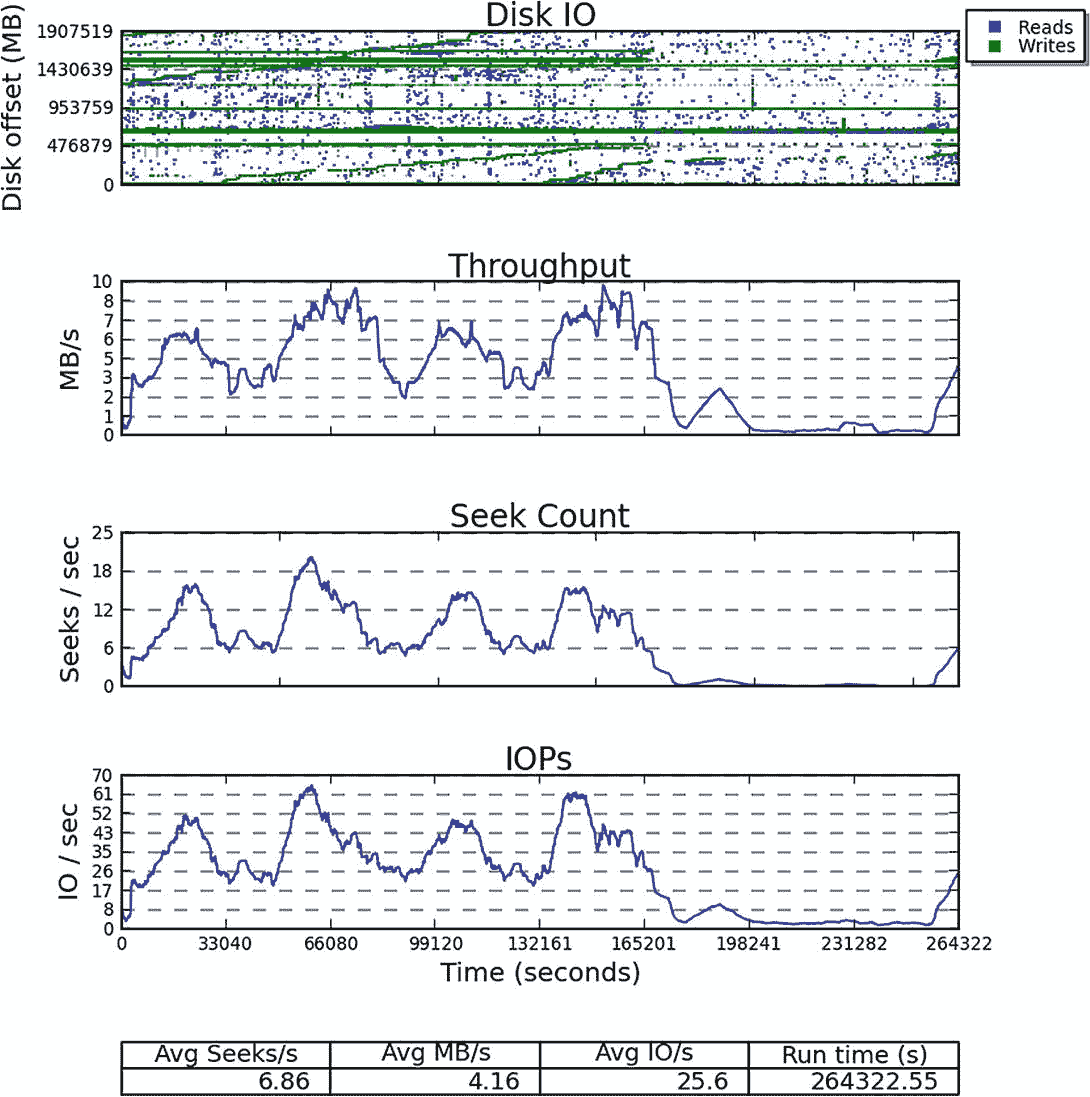 Disk IO
Disk offset (MB)
1907519
1430639
953759
476879
0
Reads
Writes
Throughput
MB/s
10
8
7
6
5
3
2
1
0
Seek Count
Seeks / sec
25
18
12
6
0
IOPs
IO / sec
70
61
52
43
35
26
17
8
0
0 33040 66080 99120 132161 165201 198241 231282 264322
Time (seconds)
Avg Seeks/s Avg MB/s Avg IO/s Run time (s)
6.86 4.16 25.6 264322.55